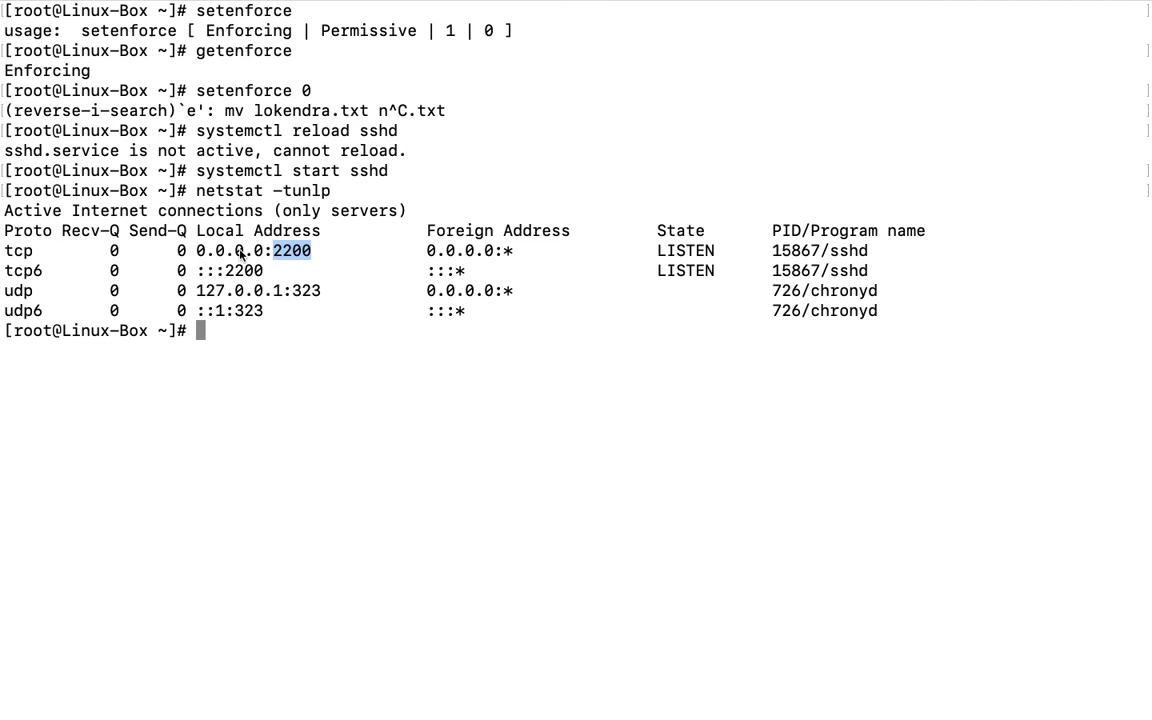 [root@Linux-Box ~]# setenforce
usage:  setenforce [ Enforcing | Permissive | 1 | 0 ]
[root@Linux-Box ~]# getenforce
Enforcing
[root@Linux-Box ~]# setenforce 0
(reverse-i-search)`e': mv lokendra.txt n^C.txt
[root@Linux-Box ~]# systemctl reload sshd
sshd.service is not active, cannot reload.
[root@Linux-Box ~]# systemctl start sshd
[root@Linux-Box ~]# netstat -tunlp
Active Internet connections (only servers)
Proto Recv-Q Send-Q Local Address           Foreign Address         State       PID/Program name
tcp        0      0 0.0.0.0:2200            0.0.0.0:*               LISTEN      15867/sshd
tcp6       0      0 :::2200                 :::*                    LISTEN      15867/sshd
udp        0      0 127.0.0.1:323           0.0.0.0:*                           726/chronyd
udp6       0      0 ::1:323                 :::*                                726/chronyd
[root@Linux-Box ~]#